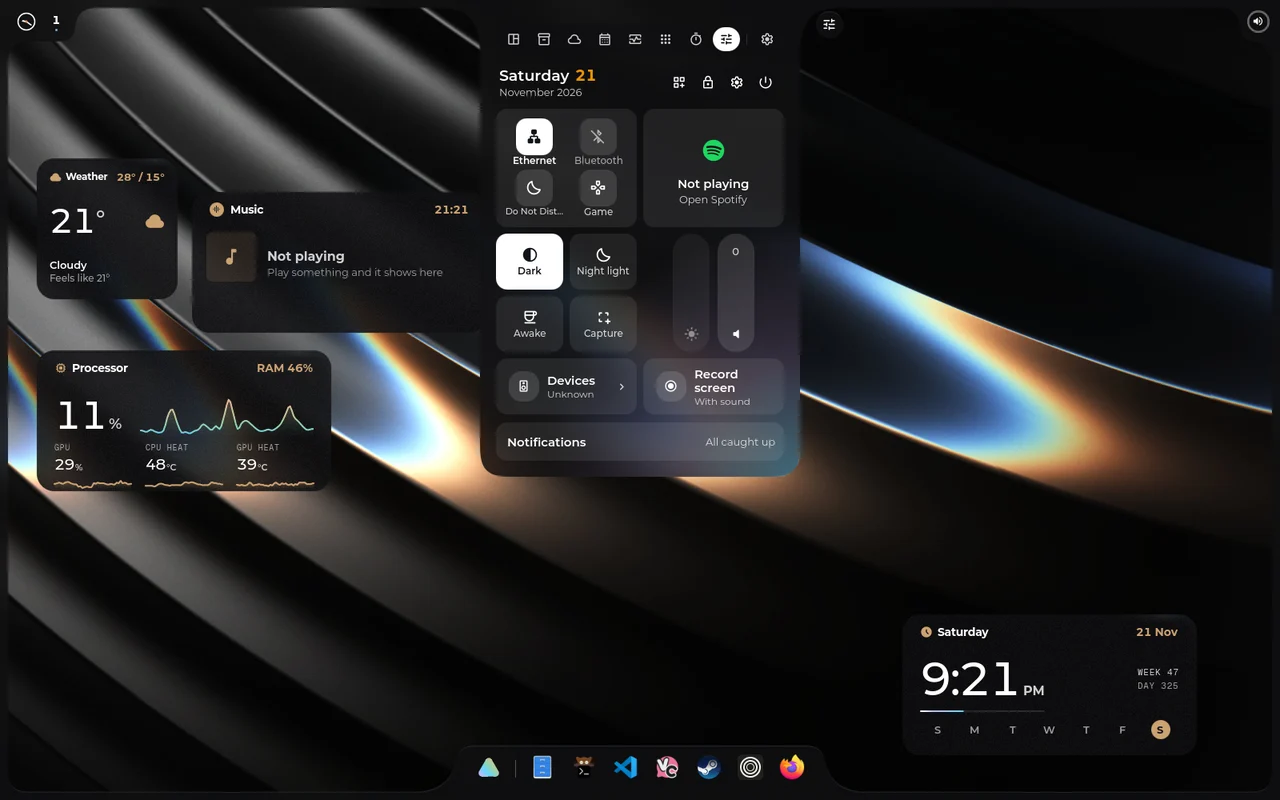 1
Saturday 21
November 2026
Ethernet
Bluetooth
Do Not Dist...
Game
Not playing
Open Spotify
Dark
Night light
0
Awake
Capture
Devices
Unknown
Record
screen
With sound
Notifications
All caught up
Weather 28° / 15°
21°
Cloudy
Feels like 21°
Music 21:21
Not playing
Play something and it shows here
Processor RAM 46%
11%
GPU CPU HEAT GPU HEAT
29% 48°C 39°C
Saturday 21 Nov
9:21 PM
WEEK 47
DAY 325
S M T W T F S